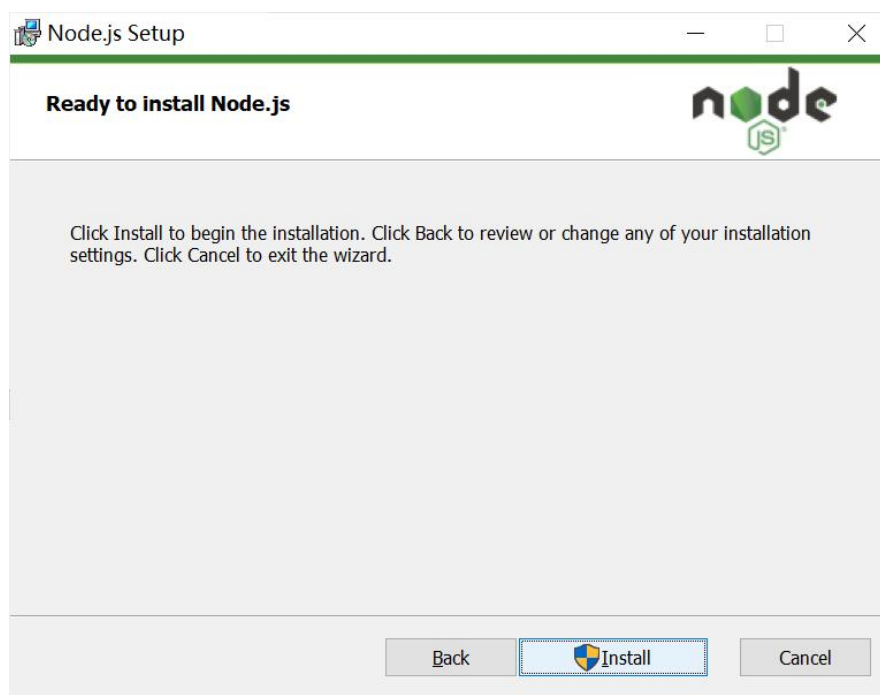 Node.js Setup
Ready to install Node.js
node
JS
Click Install to begin the installation. Click Back to review or change any of your installation
settings. Click Cancel to exit the wizard.
Back
Install
Cancel